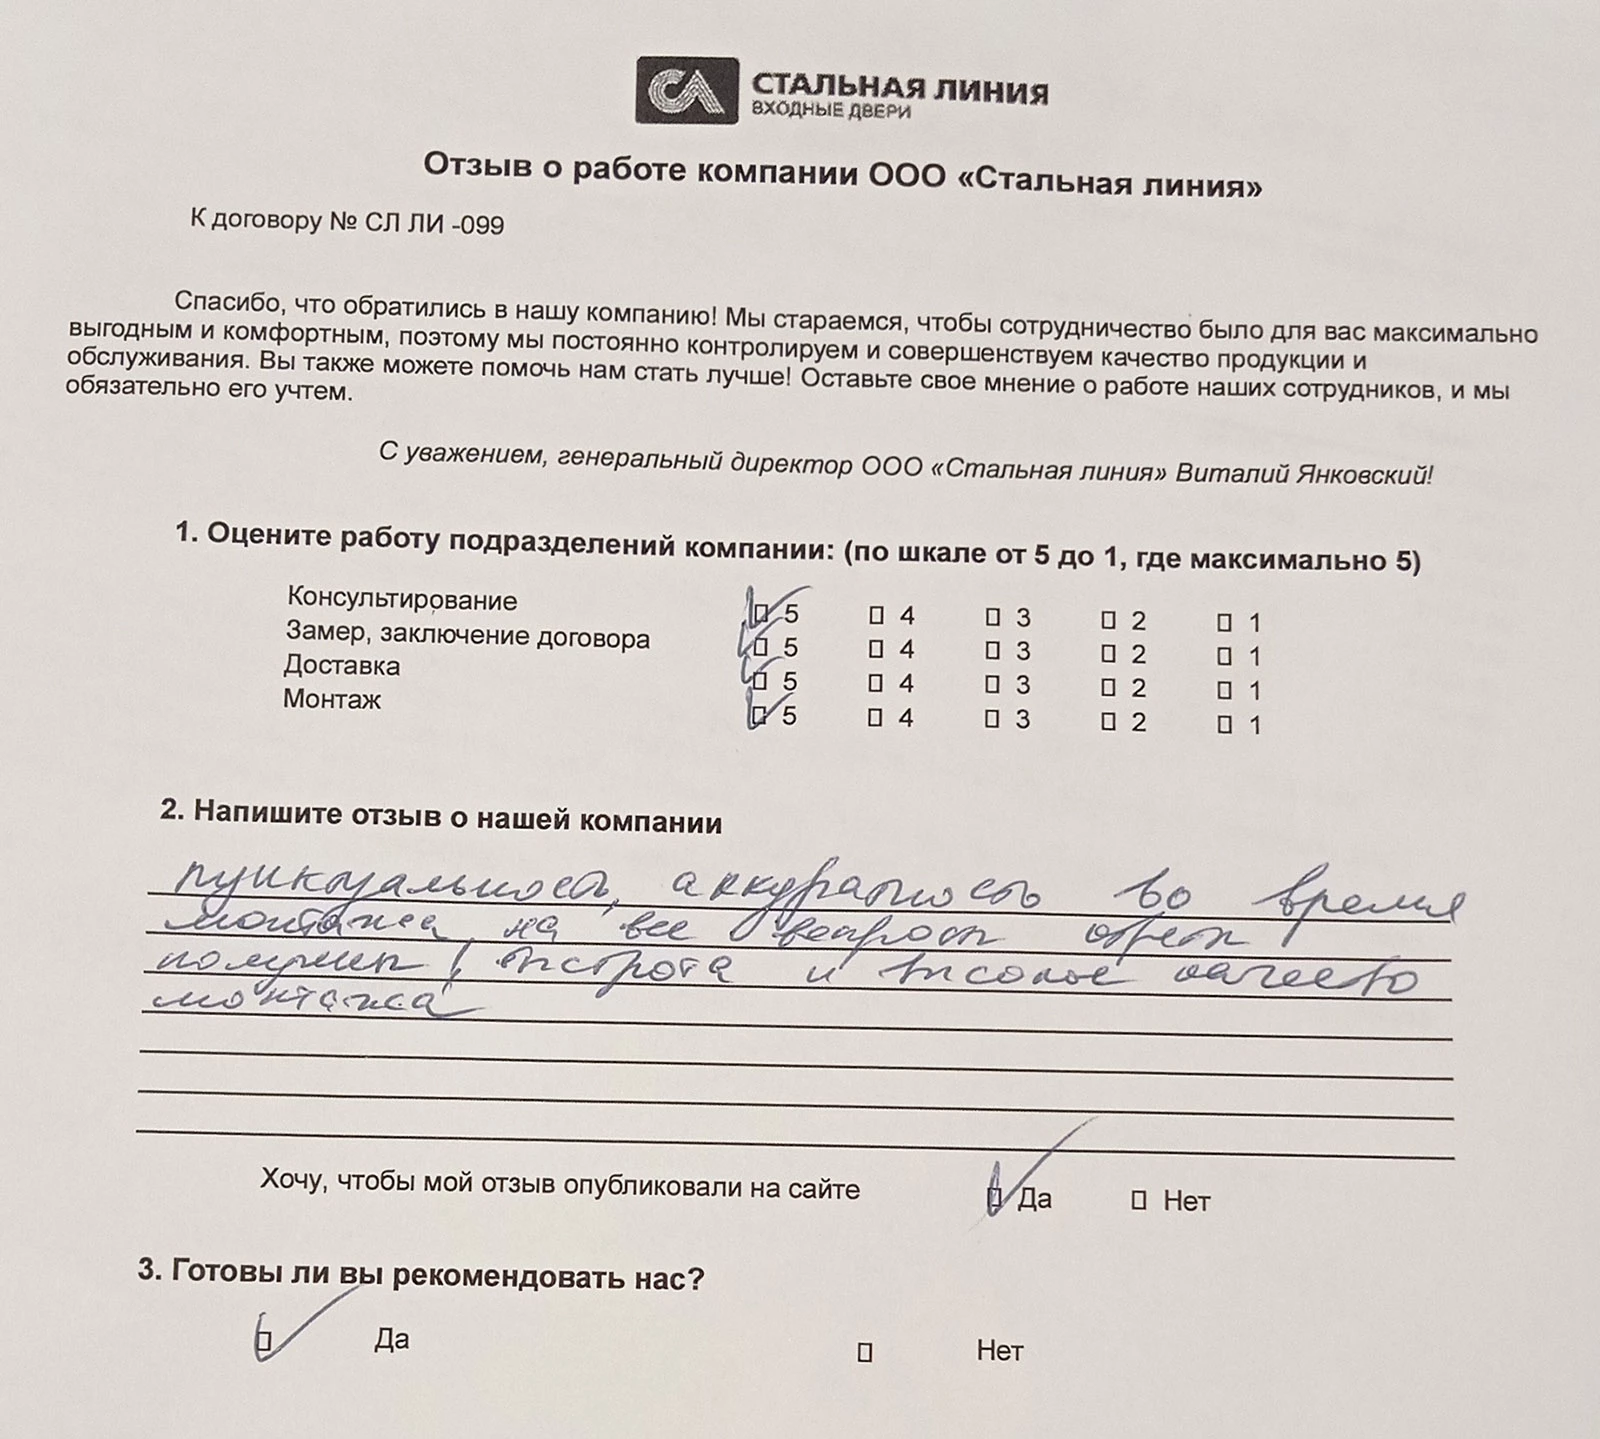 СТАЛЬНАЯ ЛИНИЯ
ВХОДНЫЕ ДВЕРИ
Отзыв о работе компании ООО «Стальная линия»
К договору № СЛ ЛИ -099
Спасибо, что обратились в нашу компанию! Мы стараемся, чтобы сотрудничество было для вас максимально
выгодным и комфортным, поэтому мы постоянно контролируем и совершенствуем качество продукции и
обслуживания. Вы также можете помочь нам стать лучше! Оставьте свое мнение о работе наших сотрудников, и мы
обязательно его учтем.
С уважением, генеральный директор ООО «Стальная линия» Виталий Янковский!
1. Оцените работу подразделений компании: (по шкале от 5 до 1, где максимально 5)
Консультирование 5 4 3 2 1
Замер, заключение договора 5 4 3 2 1
Доставка 5 4 3 2 1
Монтаж 5 4 3 2 1
2. Напишите отзыв о нашей компании
пунктуальность, аккуратность во время
монтажа, на все вопросы ответы
получены! быстрота и высокое качество
монтажа
Хочу, чтобы мой отзыв опубликовали на сайте Да Нет
3. Готовы ли вы рекомендовать нас?
Да Нет